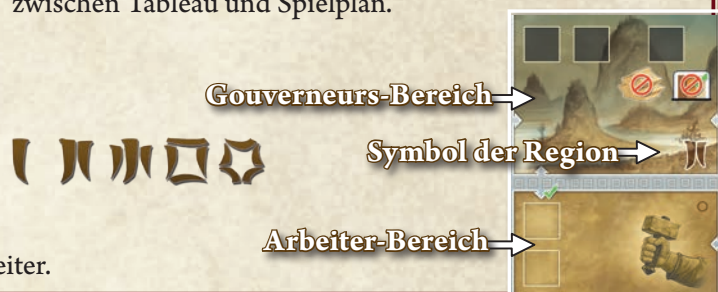 zwischen Tableau und Spielplan.
Gouverneurs-Bereich
Symbol der Region
Arbeiter-Bereich
eiter.